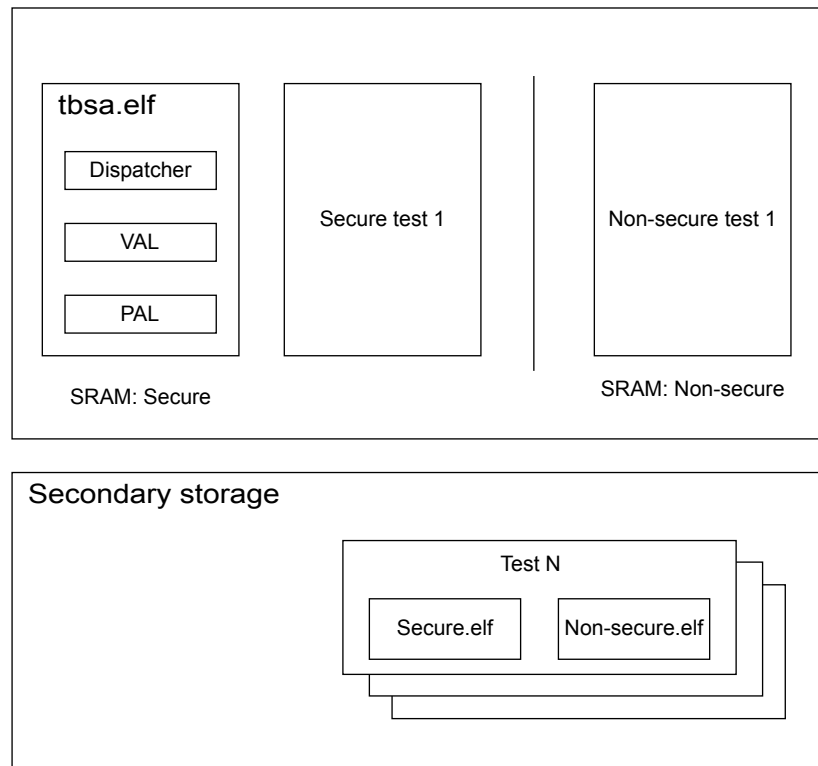 tbsa.elf
Dispatcher
VAL
PAL
Secure test 1
Non-secure test 1
SRAM: Secure
SRAM: Non-secure
Secondary storage
Test N
Secure.elf
Non-secure.elf